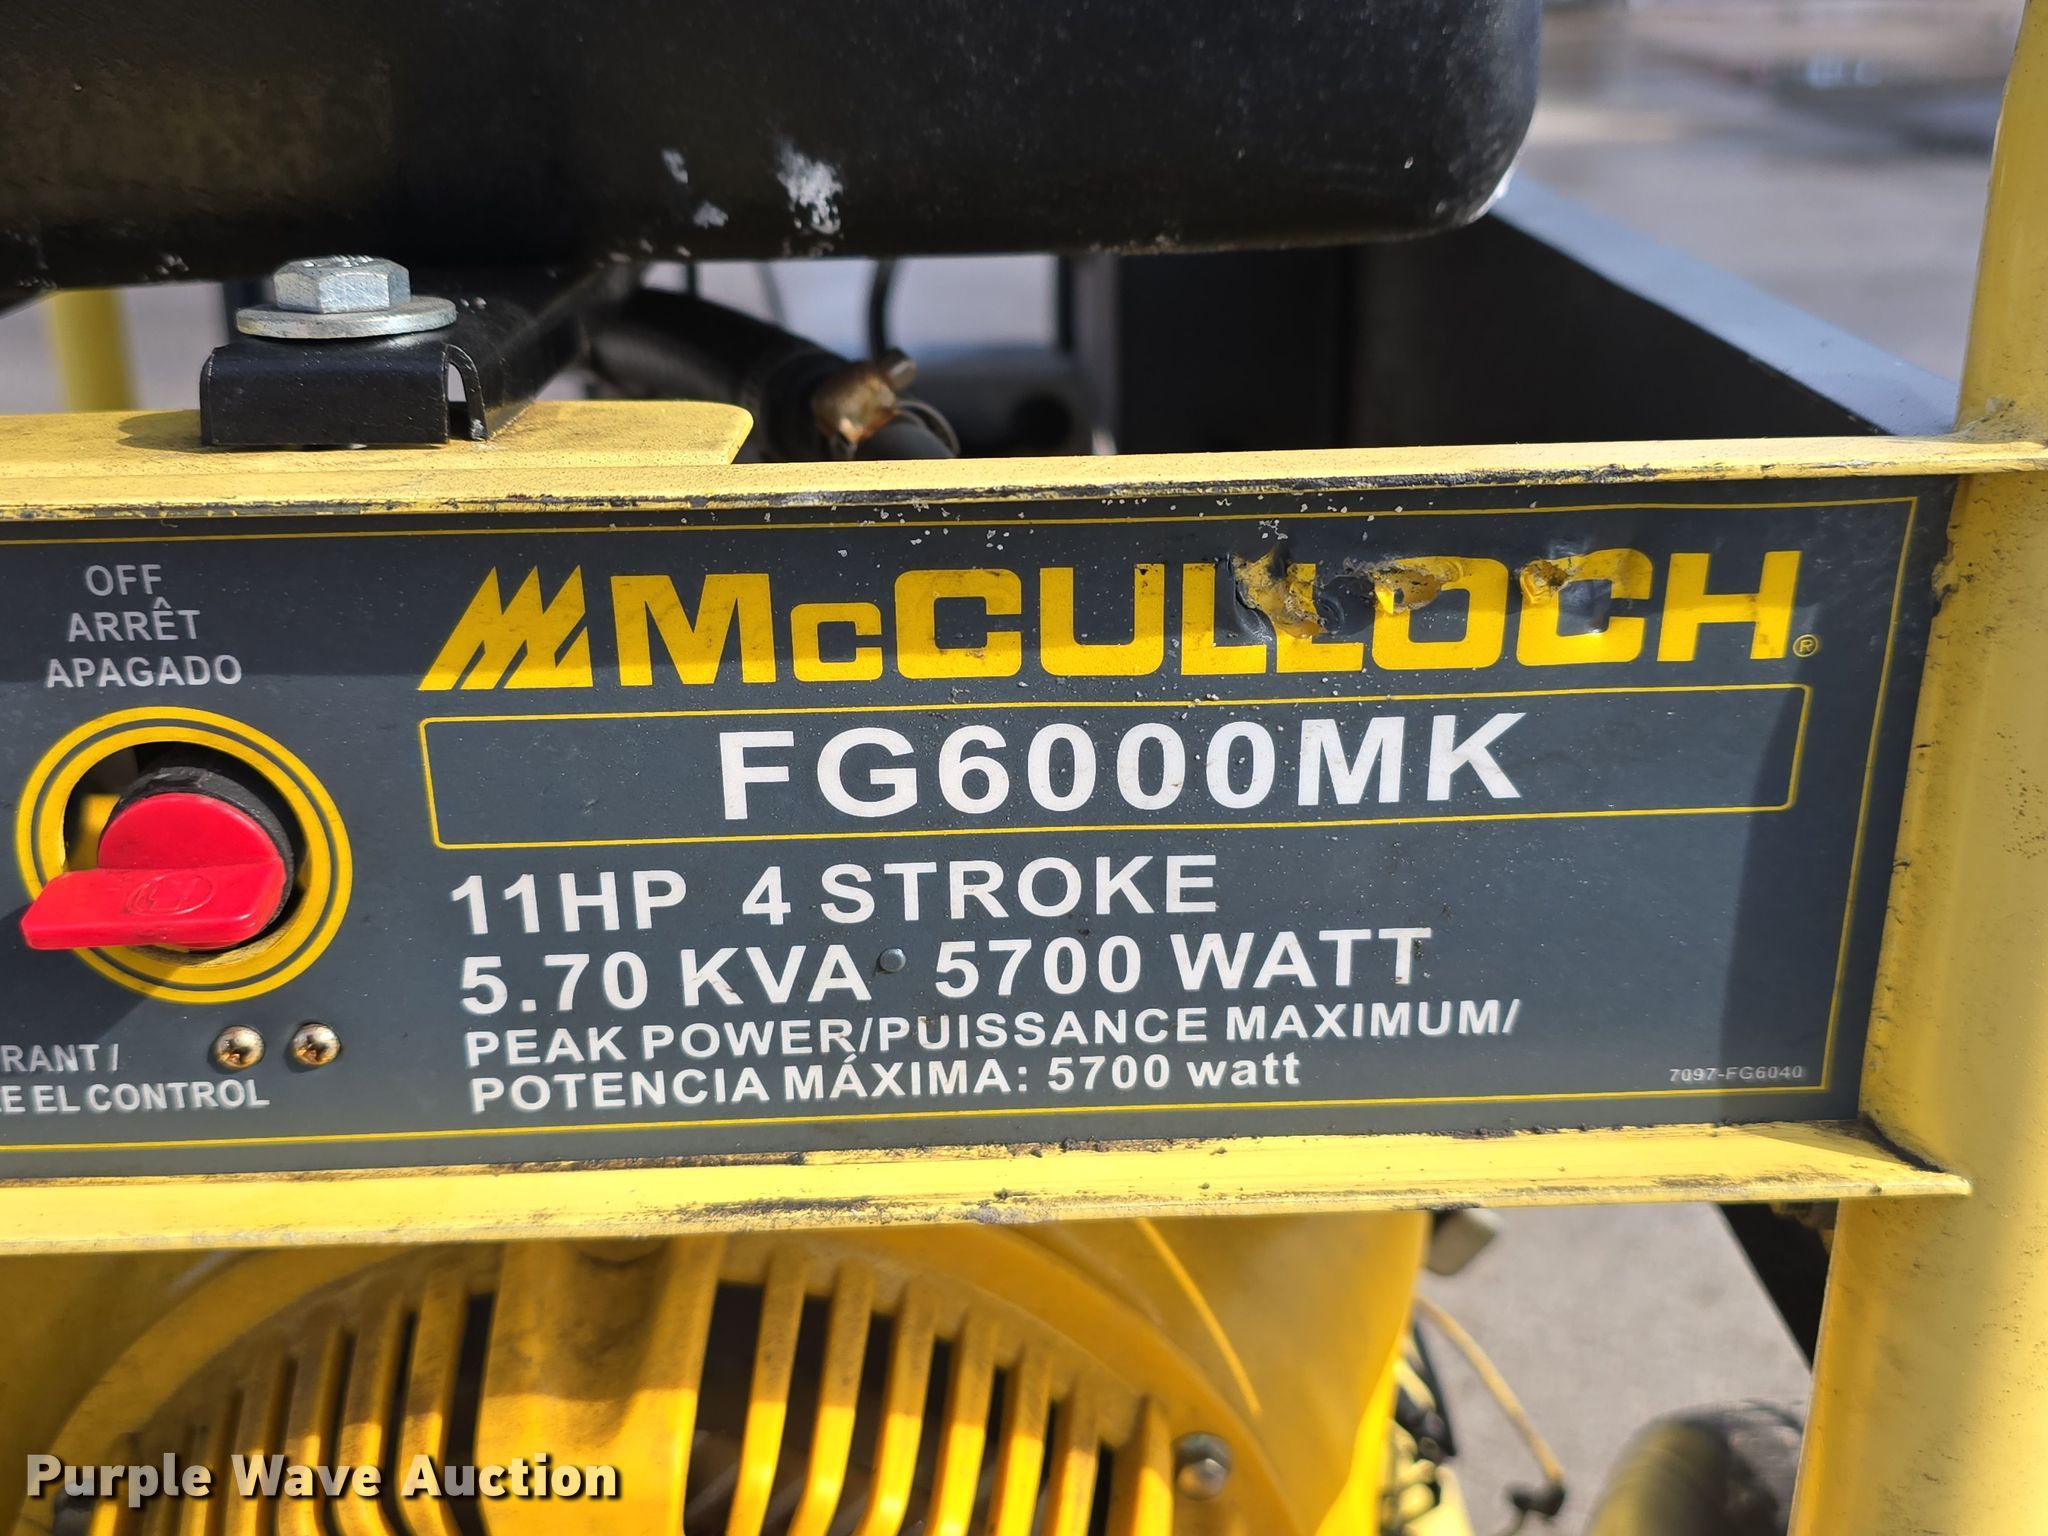 OFF
ARRÊT
APAGADO
RANT/
E EL CONTROL
McCULLOCH®
FG6000MK
11HP 4 STROKE
5.70 KVA 5700 WATT
PEAK POWER/PUISSANCE MAXIMUM/
POTENCIA MÁXIMA: 5700 watt
7097-FG6040
Purple Wave Auction